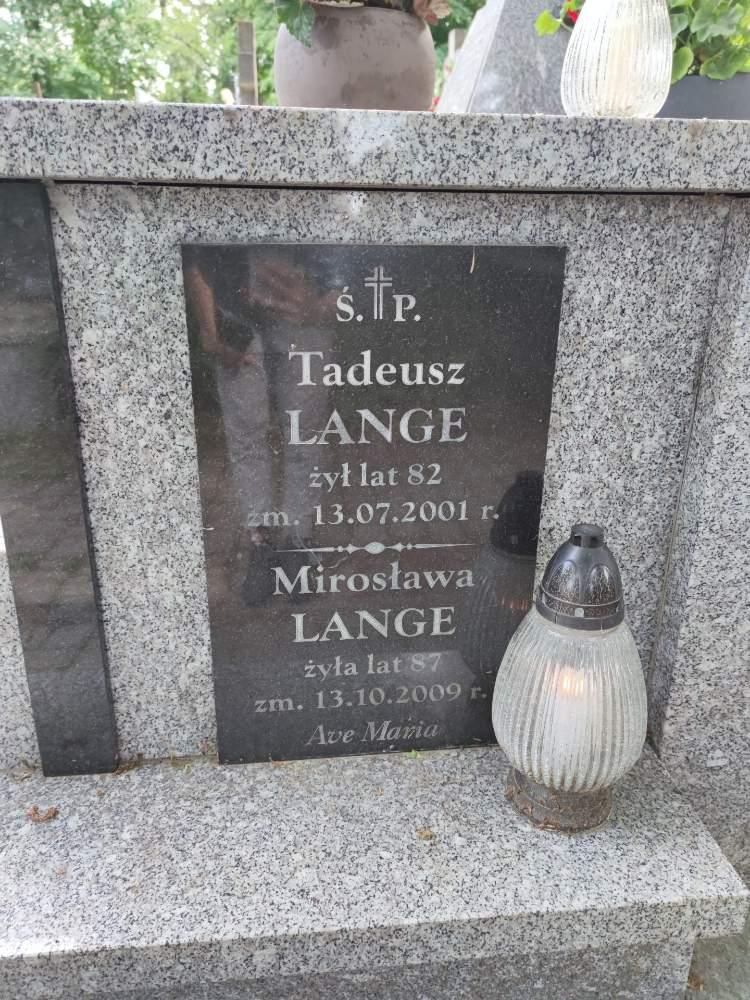 Ś. P.
Tadeusz
LANGE
żył lat 82
zm. 13.07.2001 r.
Mirosława
LANGE
żyła lat 87
zm. 13.10.2009 r.
Ave Maria